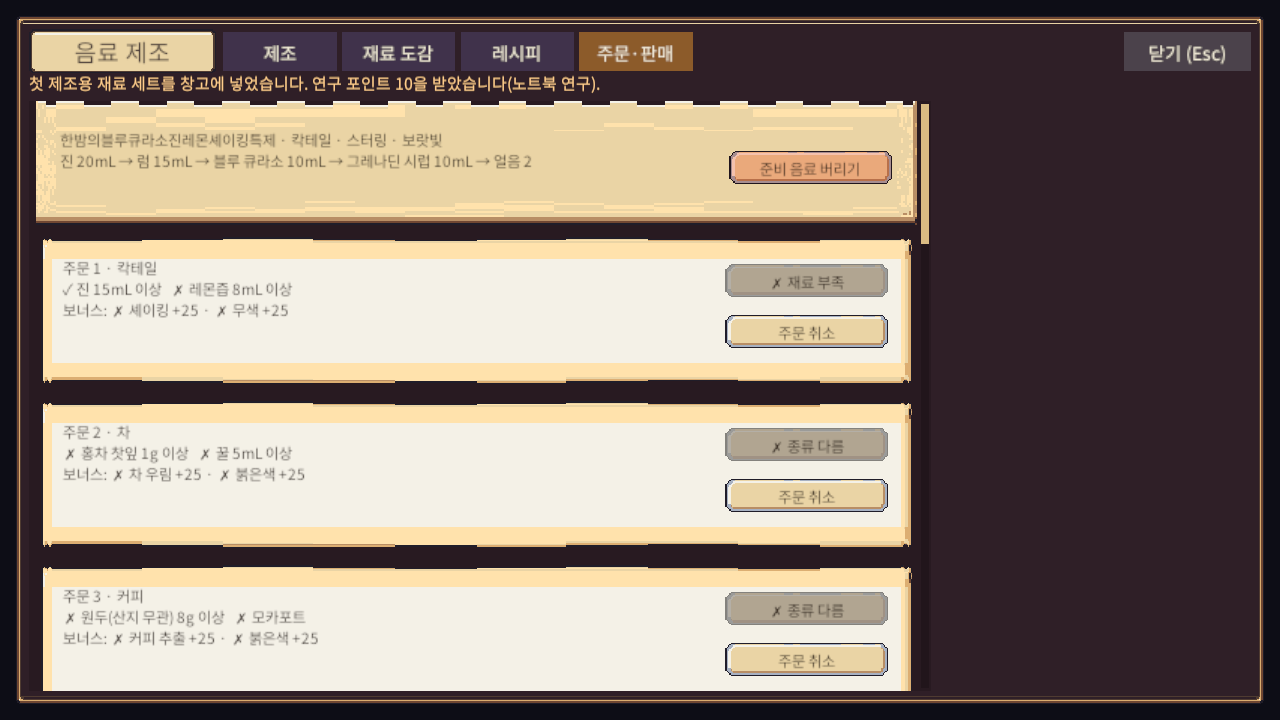 음료 제조
제조
재료 도감
레시피
주문·판매
닫기 (Esc)
첫 제조용 재료 세트를 창고에 넣었습니다. 연구 포인트 10을 받았습니다(노트북 연구).
한밤의블루큐라소진레몬셰이킹특제 · 칵테일 · 스터링 · 보랏빛
진 20mL → 럼 15mL → 블루 큐라소 10mL → 그레나딘 시럽 10mL → 얼음 2
준비 음료 버리기
주문 1 · 칵테일
✓ 진 15mL 이상 ✗ 레몬즙 8mL 이상
보너스: ✗ 셰이킹 +25 · ✗ 무색 +25
✗ 재료 부족
주문 취소
주문 2 · 차
✗ 홍차 찻잎 1g 이상 ✗ 꿀 5mL 이상
보너스: ✗ 차 우림 +25 · ✗ 붉은색 +25
✗ 종류 다름
주문 취소
주문 3 · 커피
✗ 원두(산지 무관) 8g 이상 ✗ 모카포트
보너스: ✗ 커피 추출 +25 · ✗ 붉은색 +25
✗ 종류 다름
주문 취소